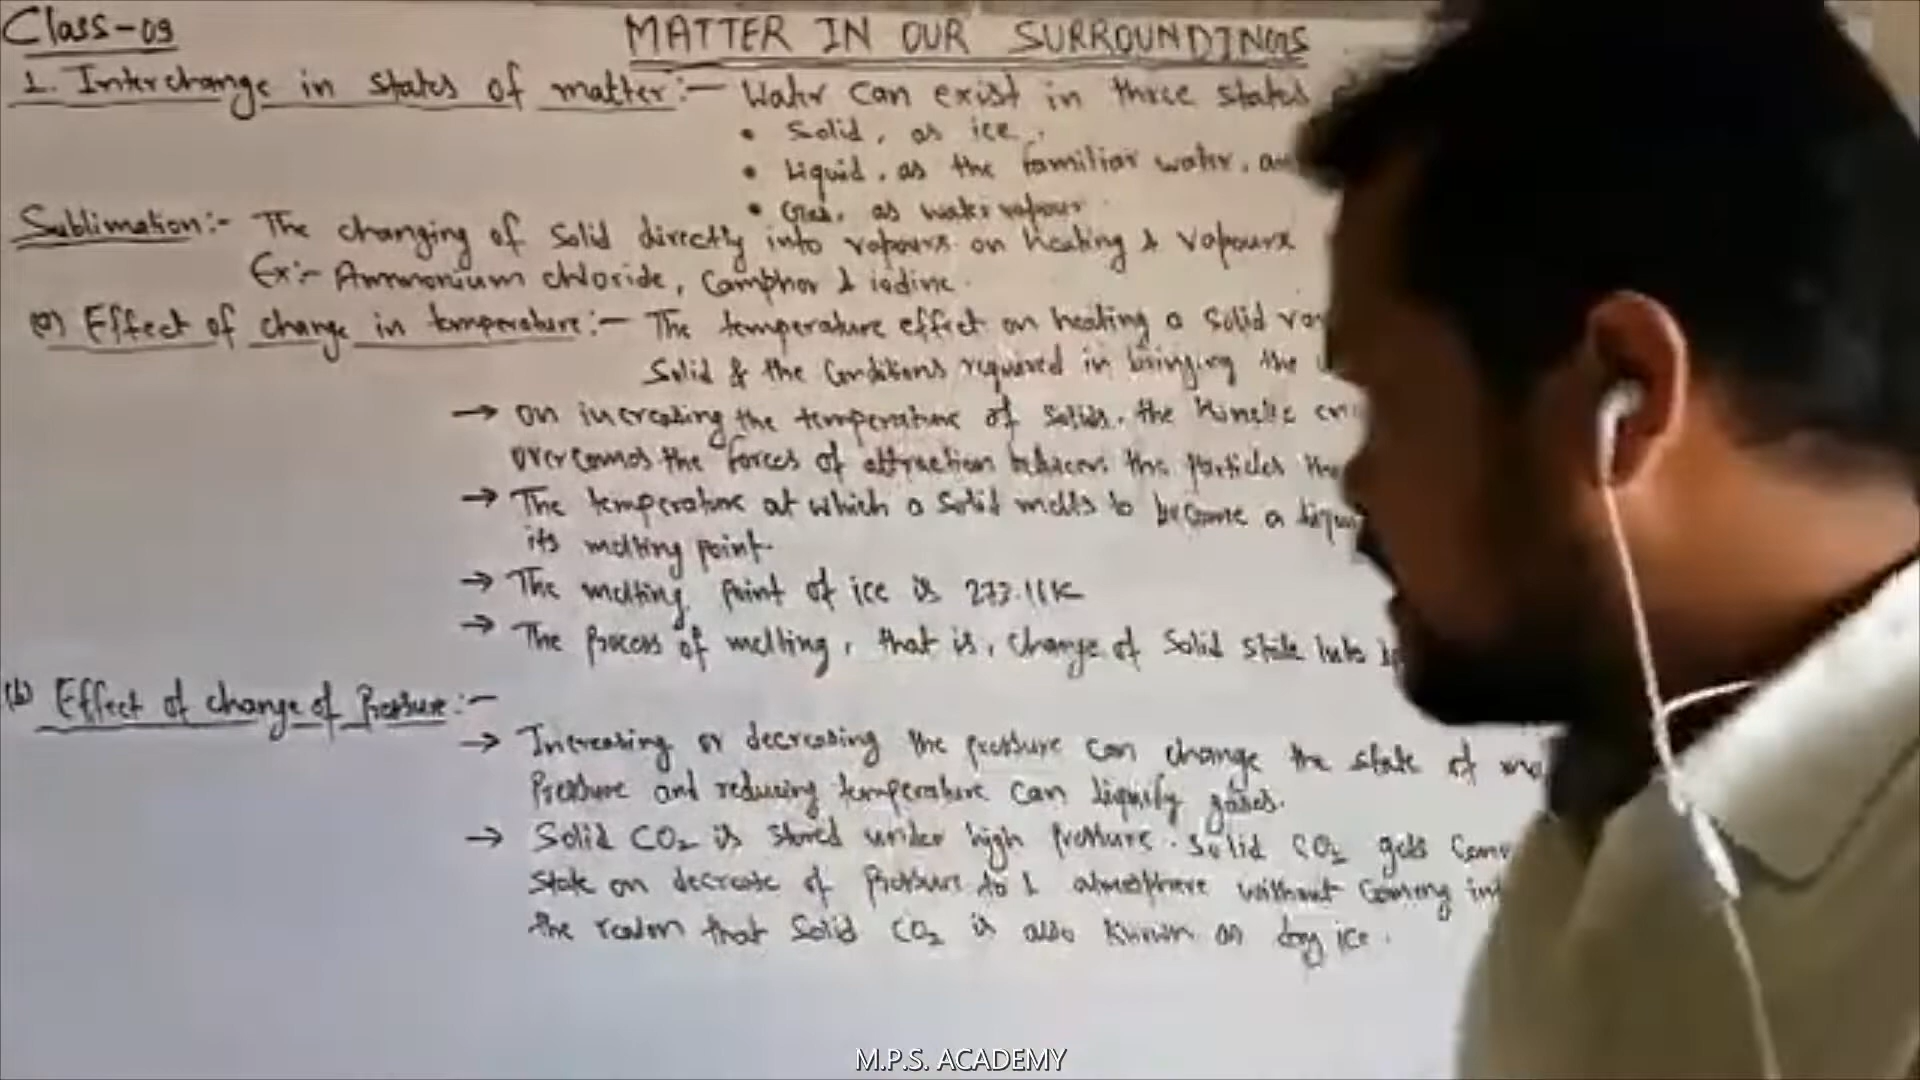 Class-09
MATTER IN OUR SURROUNDINGS
1. Interchange in states of matter:- Water can exist in three states
• Solid, as ice.
• Liquid, as the familiar water, and
• Gas, as water vapour.
Sublimation:- The changing of Solid directly into vapours on heating & vapours
Ex:- Ammonium chloride, Camphor & iodine.
(a) Effect of change in temperature:- The temperature effect on heating a Solid
Solid & the Conditions required in bringing the
→ On increasing the temperature of Solids, the Kinetic
overcomes the forces of attraction between the particles
→ The temperature at which a Solid melts to become a
its melting point.
→ The melting point of ice is 273.16K
→ The process of melting, that is, change of Solid state into
(b) Effect of change of Pressure:-
→ Increasing or decreasing the pressure can change the state of
Pressure and reducing temperature can liquify gases.
→ Solid CO₂ is stored under high pressure. Solid CO₂ gets
State on decrease of Pressure to 1 atmosphere without Coming
the reason that Solid CO₂ is also known as dry ice.
M.P.S. ACADEMY